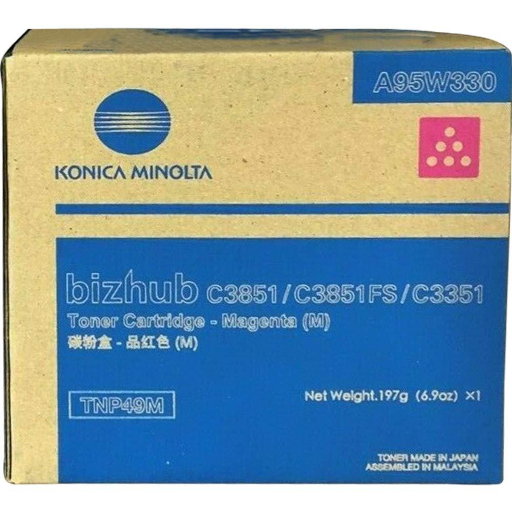 A95W330
KONICA MINOLTA
bizhub C3851/C3851FS/C3351
Toner Cartridge - Magenta (M)
碳粉盒 - 品红色 (M)
TNP49M
Net Weight.197g (6.9oz) ×1
TONER MADE IN JAPAN
ASSEMBLED IN MALAYSIA